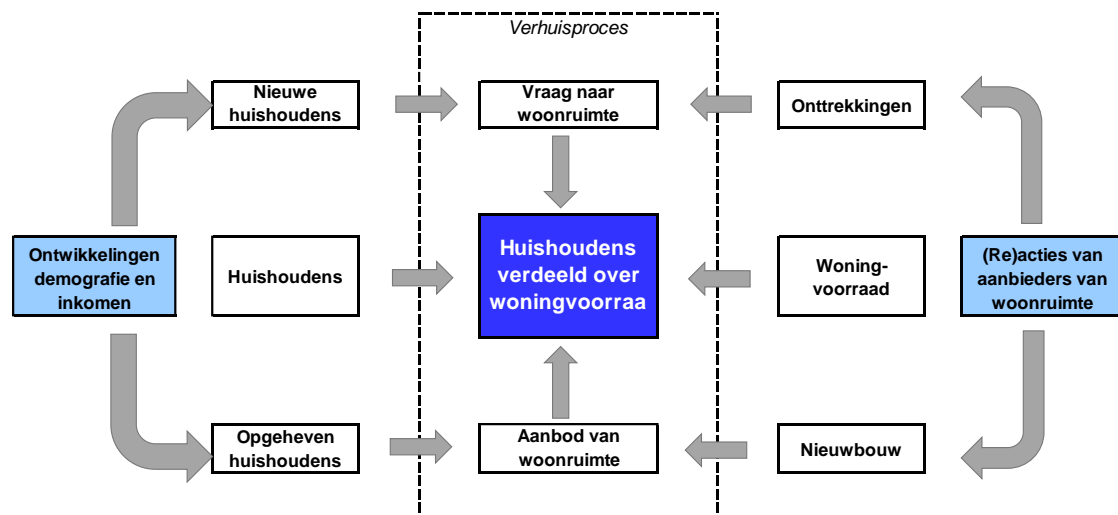 Verhuisproces
Nieuwe
huishoudens
Vraag naar
woonruimte
Onttrekkingen
Ontwikkelingen
demografie en
inkomen
Huishoudens
Huishoudens
verdeeld over
woningvoorraa
Woning-
voorraad
(Re)acties van
aanbieders van
woonruimte
Opgeheven
huishoudens
Aanbod van
woonruimte
Nieuwbouw